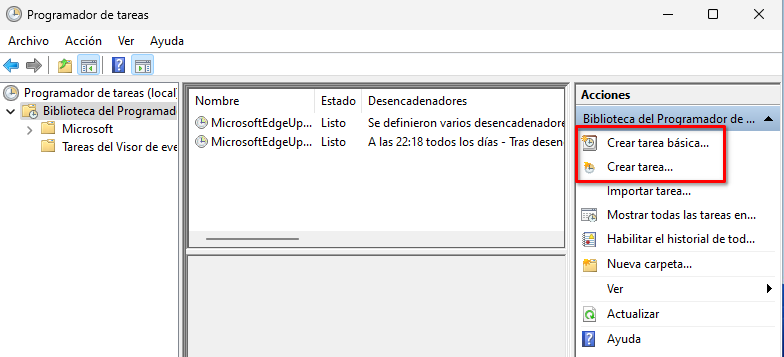 Programador de tareas
Archivo Acción Ver Ayuda
Programador de tareas (local)
Biblioteca del Programad
Microsoft
Tareas del Visor de eve
Nombre Estado Desencadenadores
MicrosoftEdgeUp... Listo Se definieron varios desencadenadore
MicrosoftEdgeUp... Listo A las 22:18 todos los días - Tras desen
Acciones
Biblioteca del Programador de ...
Crear tarea básica...
Crear tarea...
Importar tarea...
Mostrar todas las tareas en...
Habilitar el historial de tod...
Nueva carpeta...
Ver
Actualizar
Ayuda